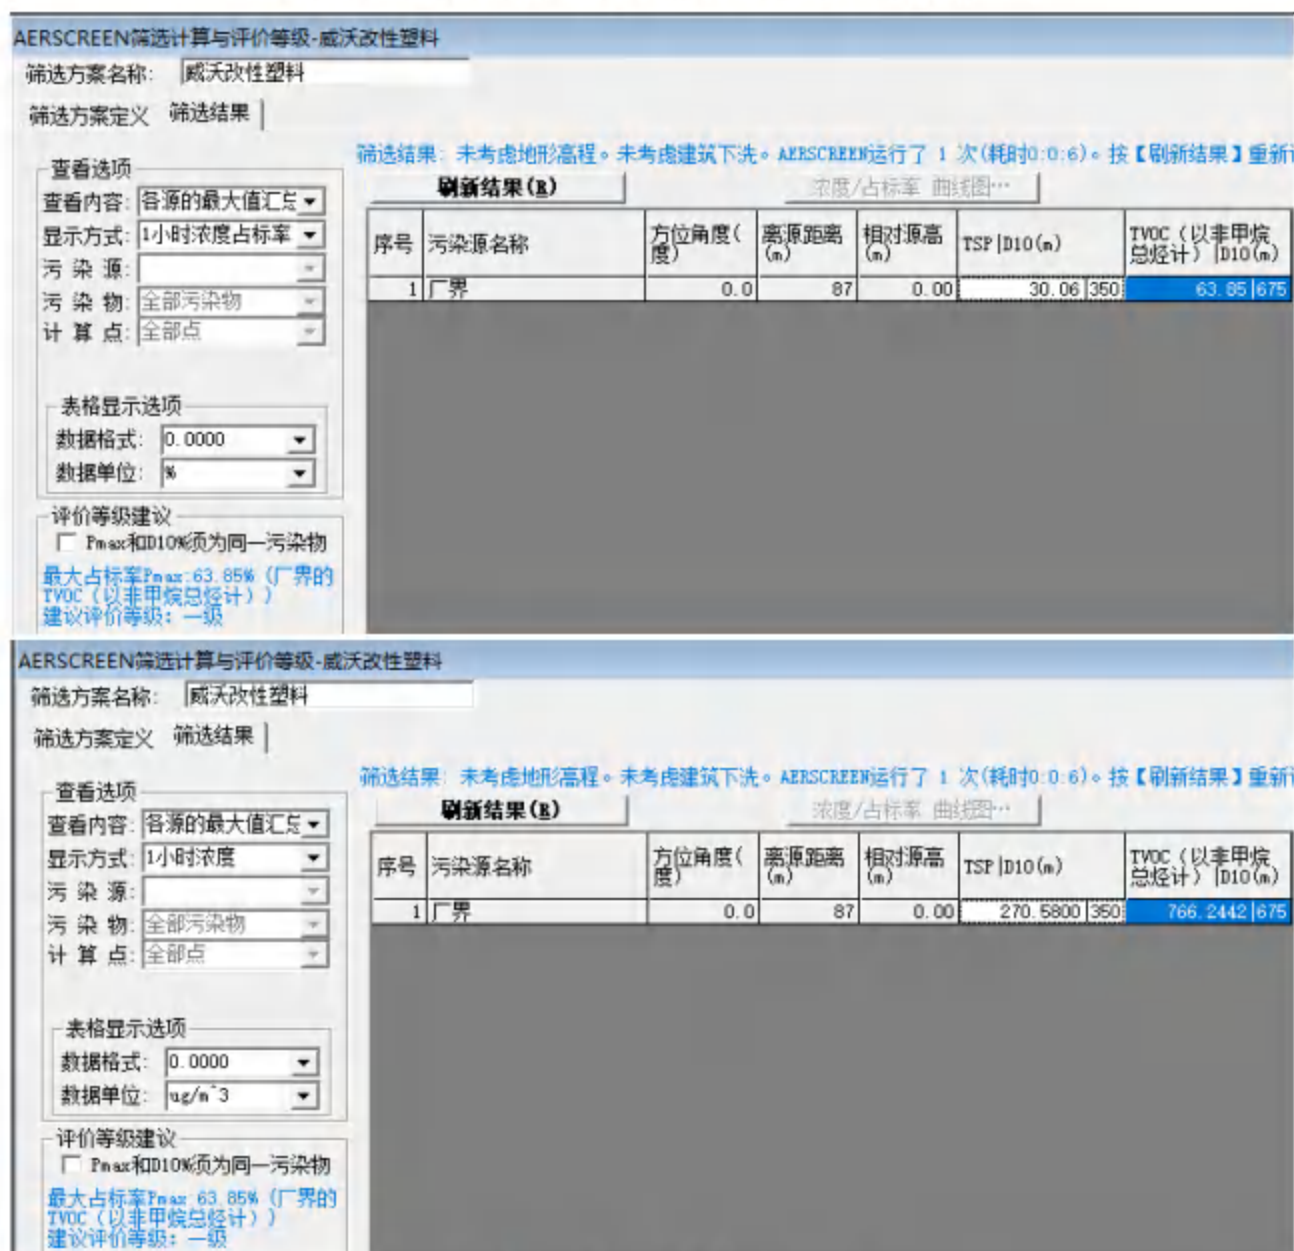 AERSCREEN筛选计算与评价等级-威沃改性塑料
筛选方案名称: 威沃改性塑料
筛选方案定义 筛选结果
筛选结果: 未考虑地形高程。未考虑建筑下洗。AERSCREEN运行了 1 次(耗时0:0:6)。按【刷新结果】重新
查看选项
刷新结果(R) 浓度/占标率 曲线图…
查看内容: 各源的最大值汇总
显示方式: 1小时浓度占标率
污 染 源:
污 染 物: 全部污染物
计 算 点: 全部点
序号 污染源名称 方位角度(度) 离源距离(m) 相对源高(m) TSP|D10(m) TVOC（以非甲烷总烃计）|D10(m)
1 厂界 0.0 87 0.00 30.06|350 63.85|675
表格显示选项
数据格式: 0.0000
数据单位: %
评价等级建议
Pmax和D10%须为同一污染物
最大占标率Pmax:63.85% (厂界的
TVOC（以非甲烷总烃计）)
建议评价等级: 一级
AERSCREEN筛选计算与评价等级-威沃改性塑料
筛选方案名称: 威沃改性塑料
筛选方案定义 筛选结果
筛选结果: 未考虑地形高程。未考虑建筑下洗。AERSCREEN运行了 1 次(耗时0:0:6)。按【刷新结果】重新
查看选项
刷新结果(R) 浓度/占标率 曲线图…
查看内容: 各源的最大值汇总
显示方式: 1小时浓度
污 染 源:
污 染 物: 全部污染物
计 算 点: 全部点
序号 污染源名称 方位角度(度) 离源距离(m) 相对源高(m) TSP|D10(m) TVOC（以非甲烷总烃计）|D10(m)
1 厂界 0.0 87 0.00 270.5800|350 766.2442|675
表格显示选项
数据格式: 0.0000
数据单位: ug/m^3
评价等级建议
Pmax和D10%须为同一污染物
最大占标率Pmax:63.85% (厂界的
TVOC（以非甲烷总烃计）)
建议评价等级: 一级